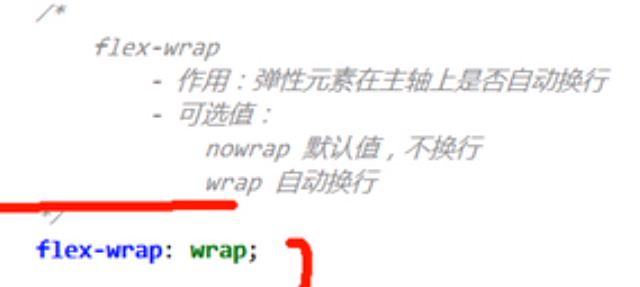 /*
flex-wrap
- 作用：弹性元素在主轴上是否自动换行
- 可选值：
nowrap 默认值，不换行
wrap 自动换行
*/
flex-wrap: wrap;